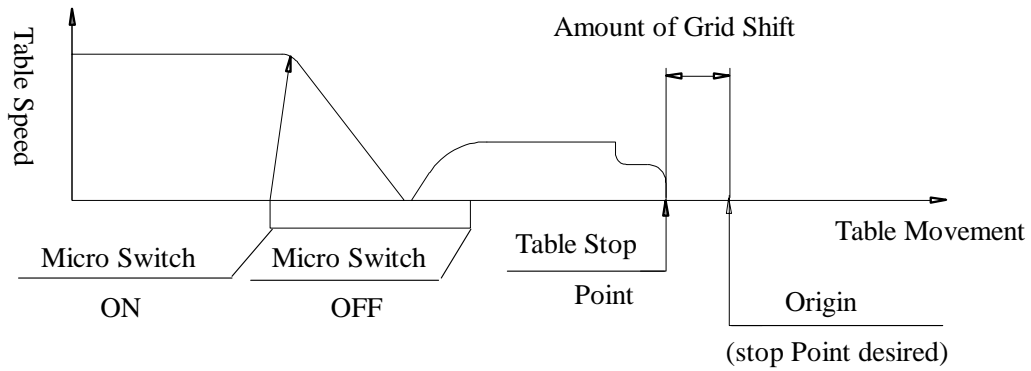 Amount of Grid Shift
Table Speed
Table Movement
Micro Switch
ON
Micro Switch
OFF
Table Stop
Point
Origin
(stop Point desired)